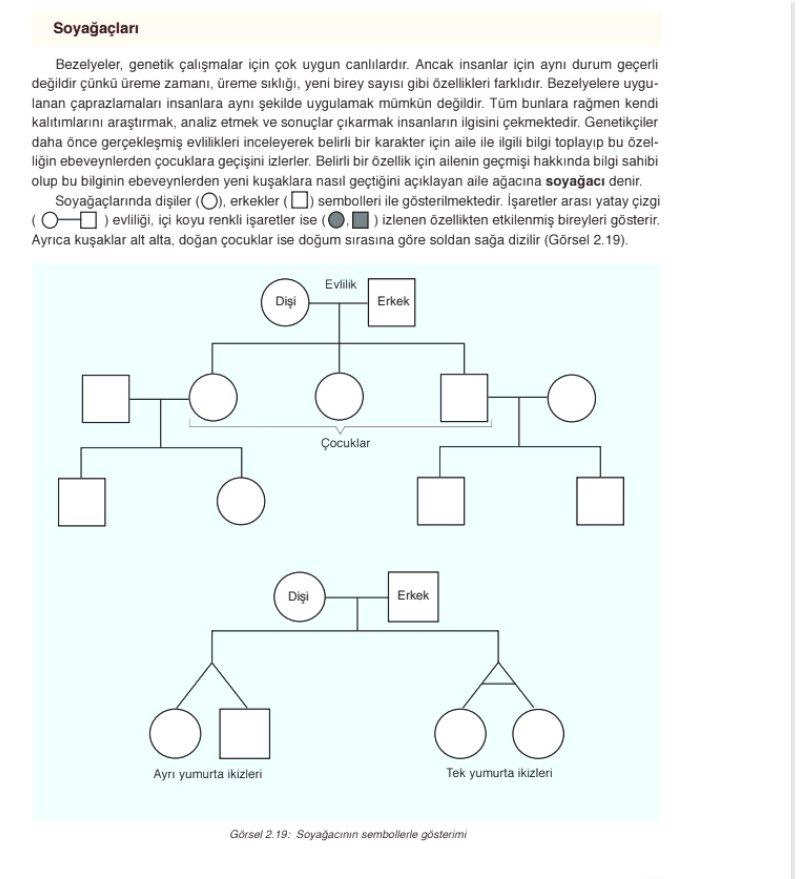 Soyağaçları
Bezelyeler, genetik çalışmalar için çok uygun canlılardır. Ancak insanlar için aynı durum geçerli
değildir çünkü üreme zamanı, üreme sıklığı, yeni birey sayısı gibi özellikleri farklıdır. Bezelyelere uygu-
lanan çaprazlamaları insanlara aynı şekilde uygulamak mümkün değildir. Tüm bunlara rağmen kendi
kalıtımlarını araştırmak, analiz etmek ve sonuçlar çıkarmak insanların ilgisini çekmektedir. Genetikçiler
daha önce gerçekleşmiş evlilikleri inceleyerek belirli bir karakter için aile ile ilgili bilgi toplayıp bu özel-
liğin ebeveynlerden çocuklara geçişini izlerler. Belirli bir özellik için ailenin geçmişi hakkında bilgi sahibi
olup bu bilginin ebeveynlerden yeni kuşaklara nasıl geçtiğini açıklayan aile ağacına soyağacı denir.
Soyağaçlarında dişiler ( ), erkekler ( ) sembolleri ile gösterilmektedir. İşaretler arası yatay çizgi
( ) evliliği, içi koyu renkli işaretler ise ( , ) izlenen özellikten etkilenmiş bireyleri gösterir.
Ayrıca kuşaklar alt alta, doğan çocuklar ise doğum sırasına göre soldan sağa dizilir (Görsel 2.19).
Evlilik
Dişi
Erkek
Çocuklar
Dişi
Erkek
Ayrı yumurta ikizleri
Tek yumurta ikizleri
Görsel 2.19: Soyağacının sembollerle gösterimi